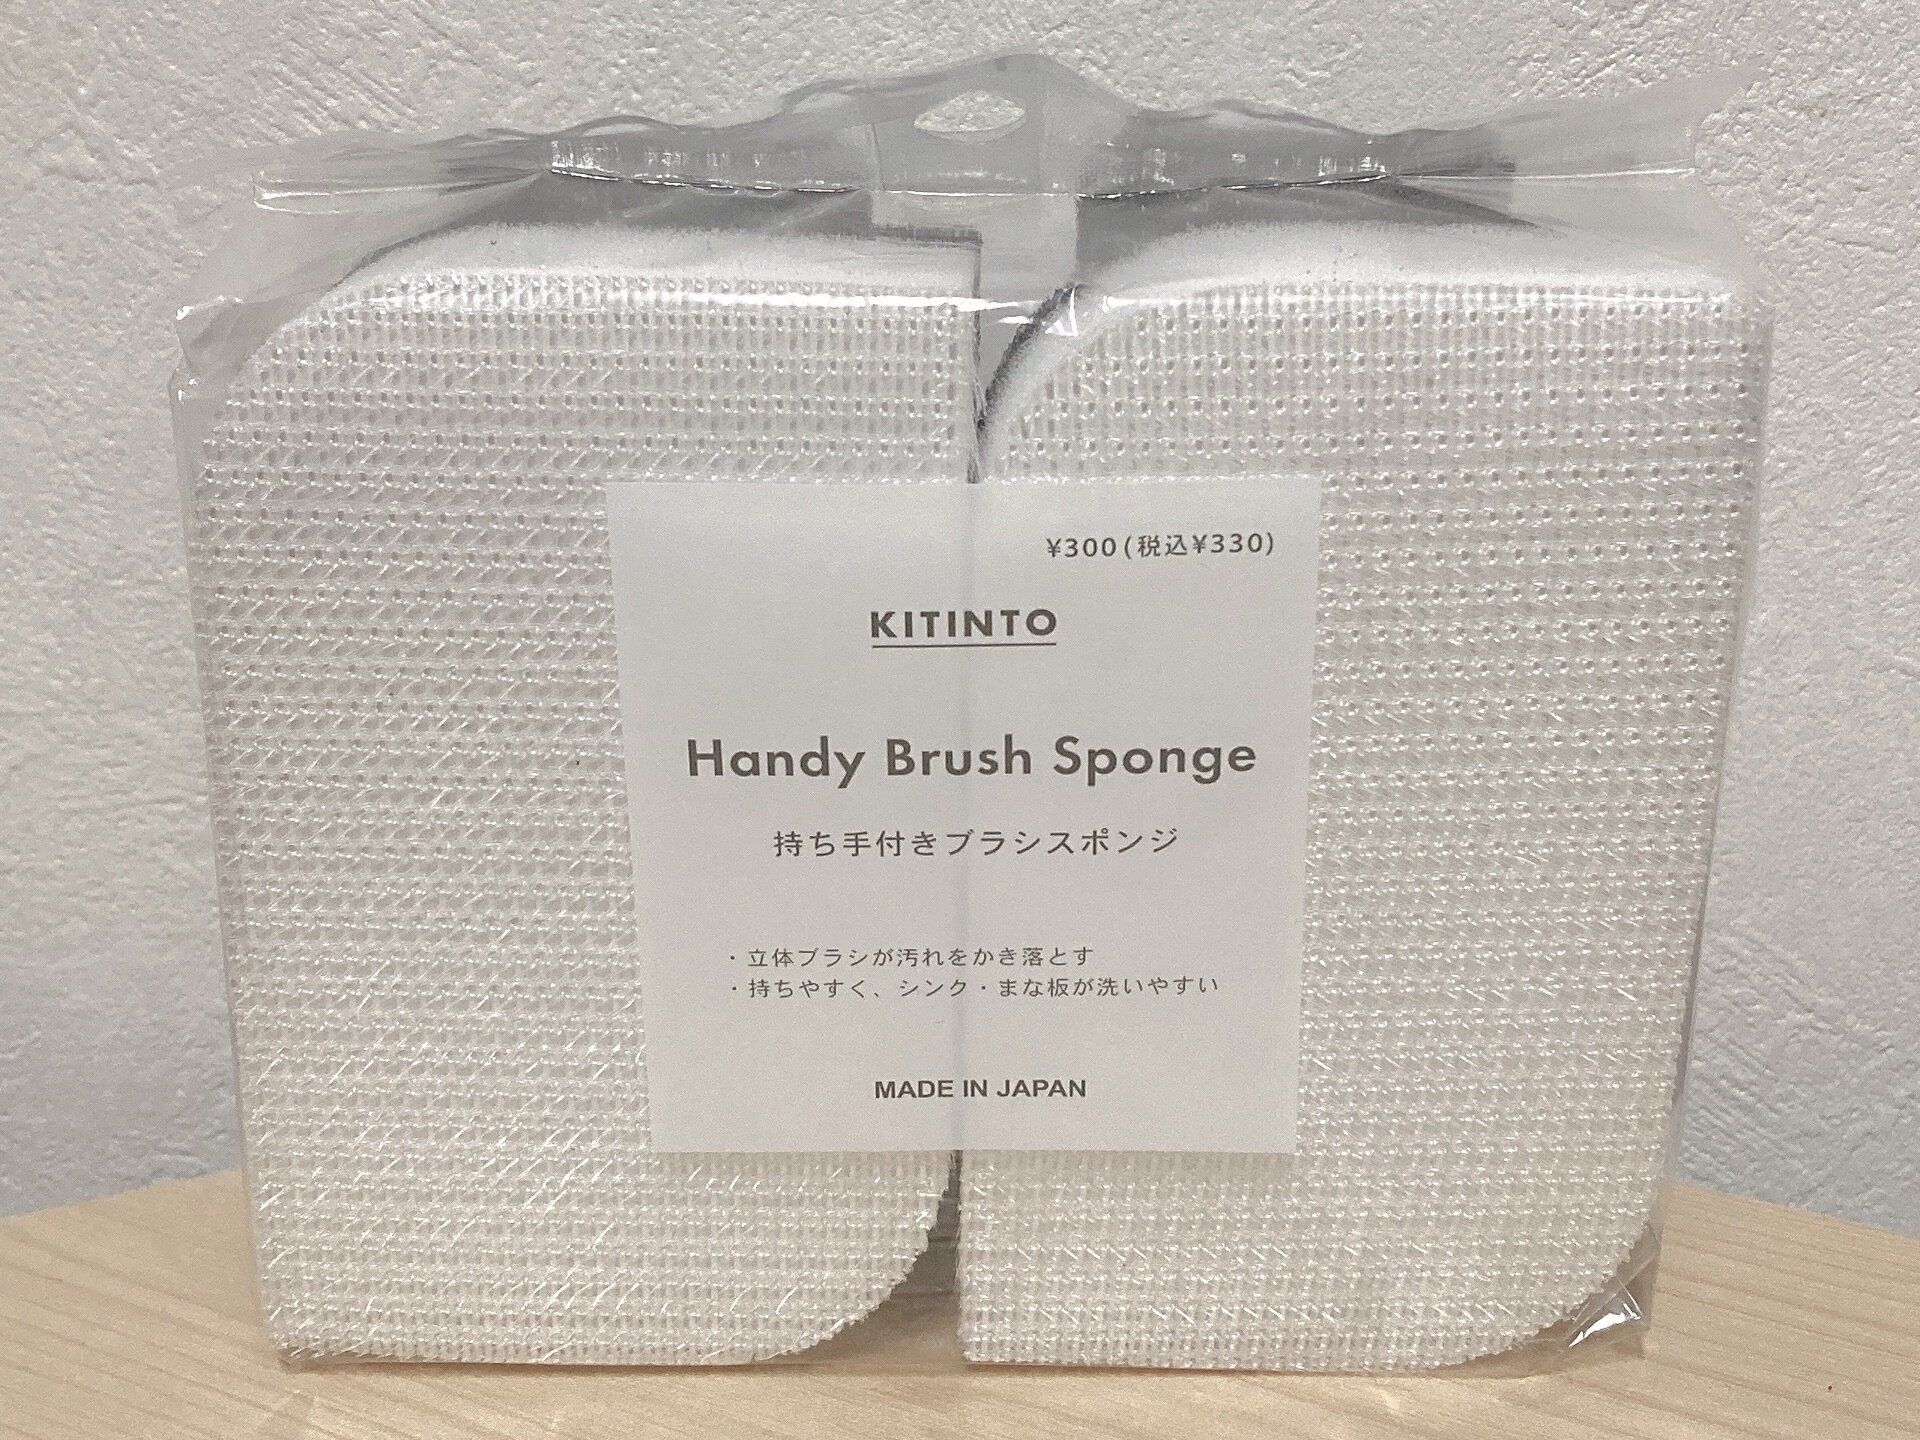 ¥300(税込¥330)
KITINTO
Handy Brush Sponge
持ち手付きブラシスポンジ
・立体ブラシが汚れをかき落とす
・持ちやすく、シンク・まな板が洗いやすい
MADE IN JAPAN